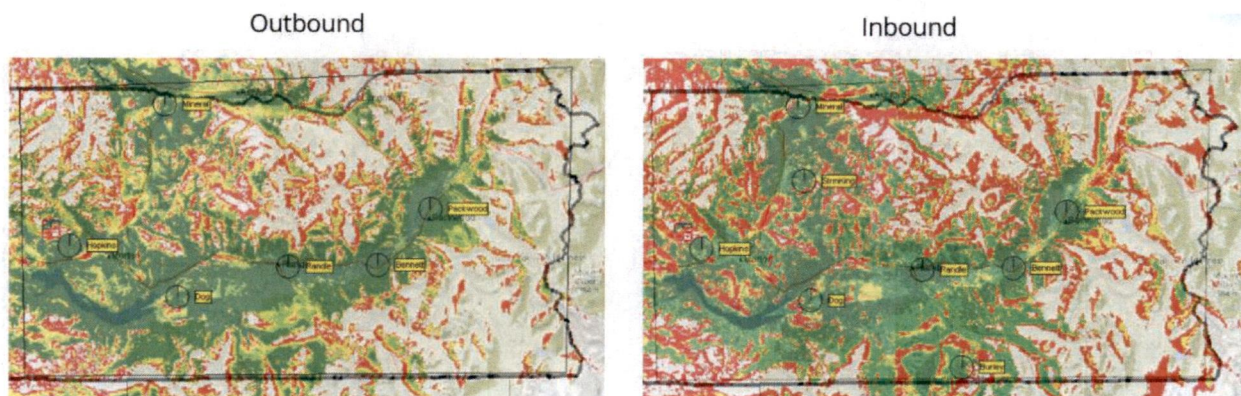 Outbound
Inbound
Mineral
Packwood
Hopkins
Randle
Bennett
Dog
Mineral
Packwood
Hopkins
Randle
Bennett
Dog
Burley